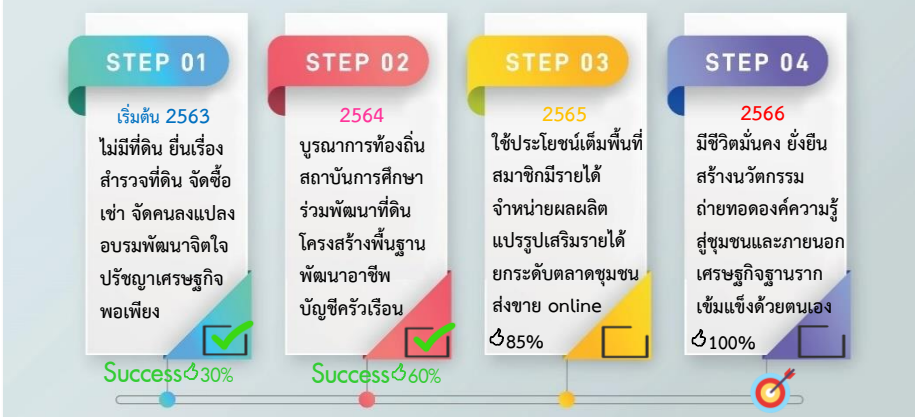 STEP 01
เริ่มต้น 2563
ไม่มีที่ดิน ยื่นเรื่อง
สำรวจที่ดิน จัดซื้อ
เช่า จัดคนลงแปลง
อบรมพัฒนาจิตใจ
ปรัชญาเศรษฐกิจ
พอเพียง
Success 30%
STEP 02
2564
บูรณาการท้องถิ่น
สถาบันการศึกษา
ร่วมพัฒนาที่ดิน
โครงสร้างพื้นฐาน
พัฒนาอาชีพ
บัญชีครัวเรือน
Success 60%
STEP 03
2565
ใช้ประโยชน์เต็มพื้นที่
สมาชิกมีรายได้
จำหน่ายผลผลิต
แปรรูปเสริมรายได้
ยกระดับตลาดชุมชน
ส่งขาย online
85%
STEP 04
2566
มีชีวิตมั่นคง ยั่งยืน
สร้างนวัตกรรม
ถ่ายทอดองค์ความรู้
สู่ชุมชนและภายนอก
เศรษฐกิจฐานราก
เข้มแข็งด้วยตนเอง
100%